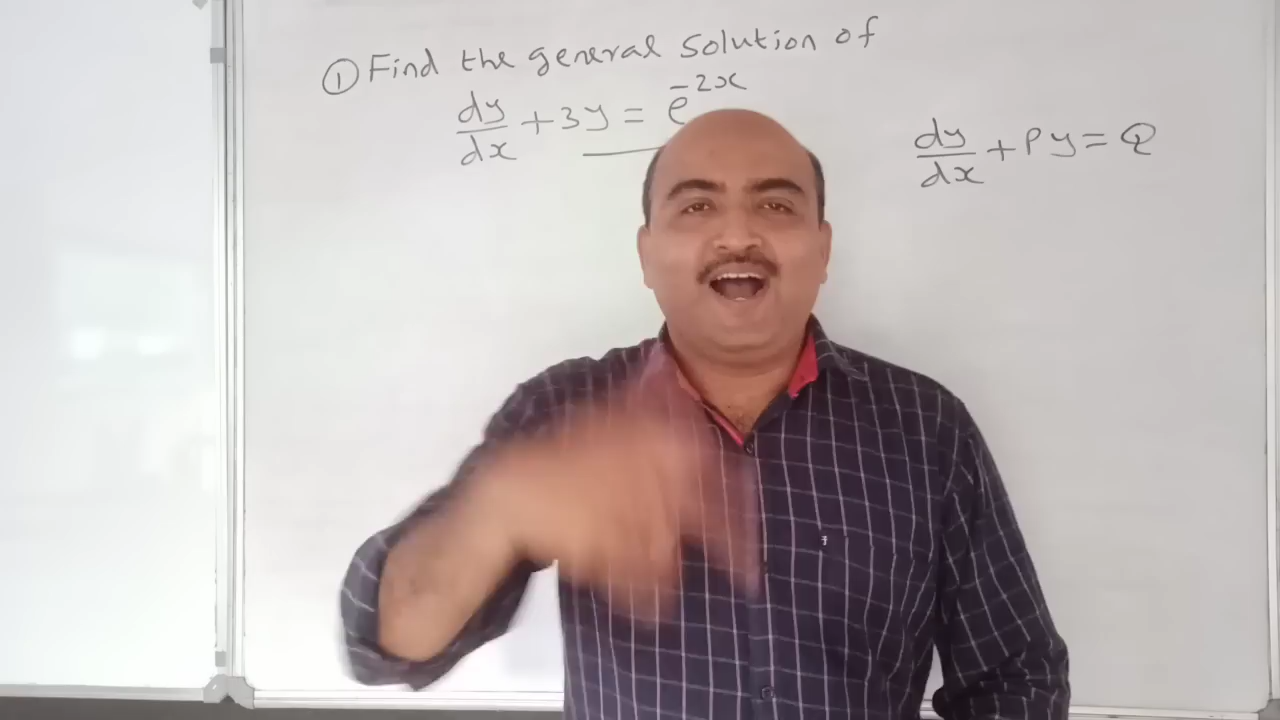 ① Find the general solution of
dy/dx + 3y = e^-2x
dy/dx + Py = Q